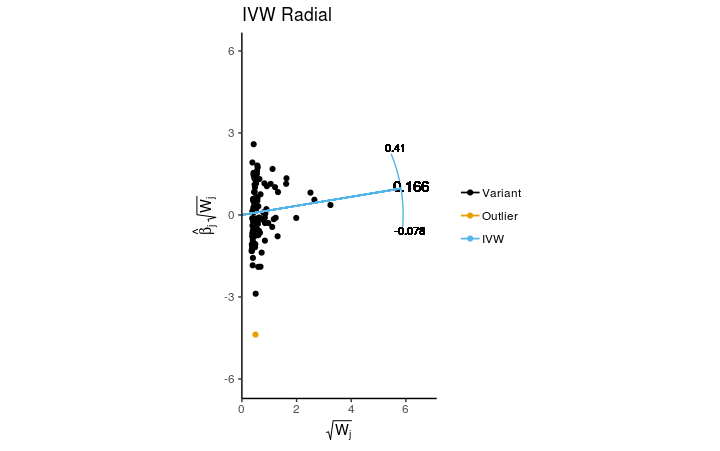 IVW Radial
6
3
0
-3
-6
β̂j√Wj
0.41
0.166
-0.078
Variant
Outlier
IVW
0 2 4 6
√Wj